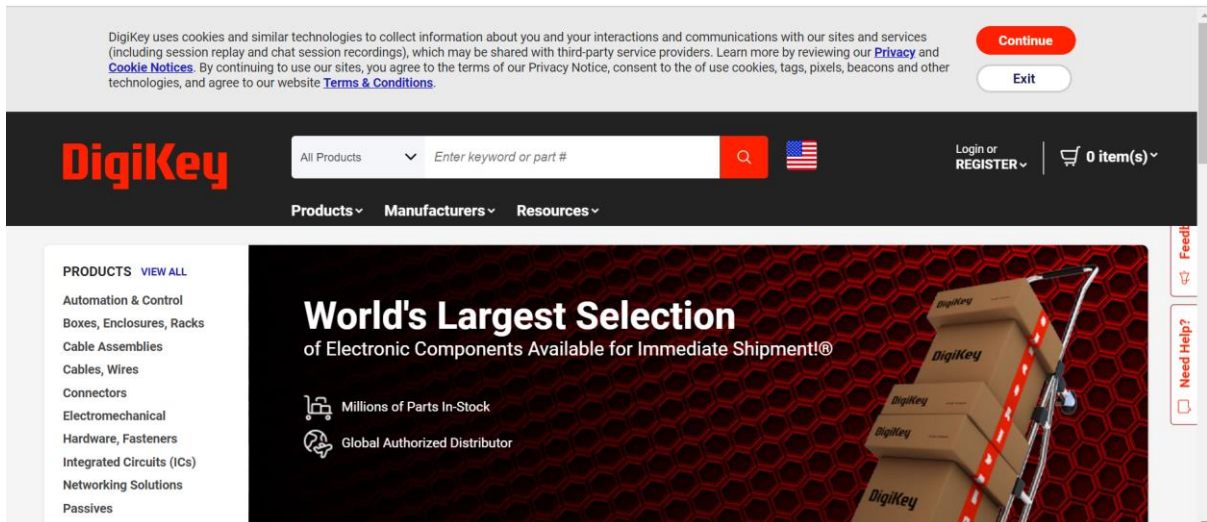 DigiKey uses cookies and similar technologies to collect information about you and your interactions and communications with our sites and services
(including session replay and chat session recordings), which may be shared with third-party service providers. Learn more by reviewing our Privacy and
Cookie Notices. By continuing to use our sites, you agree to the terms of our Privacy Notice, consent to the of use cookies, tags, pixels, beacons and other
technologies, and agree to our website Terms & Conditions.
Continue
Exit
DigiKey
All Products
Enter keyword or part #
Login or
REGISTER
0 item(s)
Products
Manufacturers
Resources
PRODUCTS VIEW ALL
Automation & Control
Boxes, Enclosures, Racks
Cable Assemblies
Cables, Wires
Connectors
Electromechanical
Hardware, Fasteners
Integrated Circuits (ICs)
Networking Solutions
Passives
World's Largest Selection
of Electronic Components Available for Immediate Shipment!®
Millions of Parts In-Stock
Global Authorized Distributor
DigiKey
DigiKey
DigiKey
DigiKey
DigiKey
Need Help?